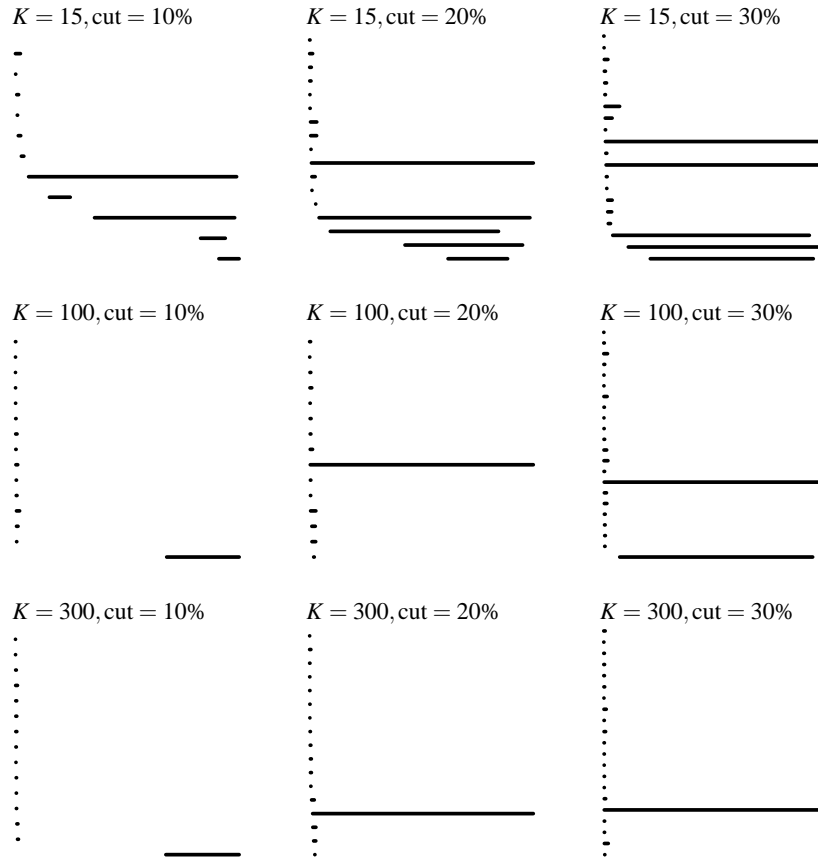 K = 15, cut = 10%
K = 15, cut = 20%
K = 15, cut = 30%
K = 100, cut = 10%
K = 100, cut = 20%
K = 100, cut = 30%
K = 300, cut = 10%
K = 300, cut = 20%
K = 300, cut = 30%